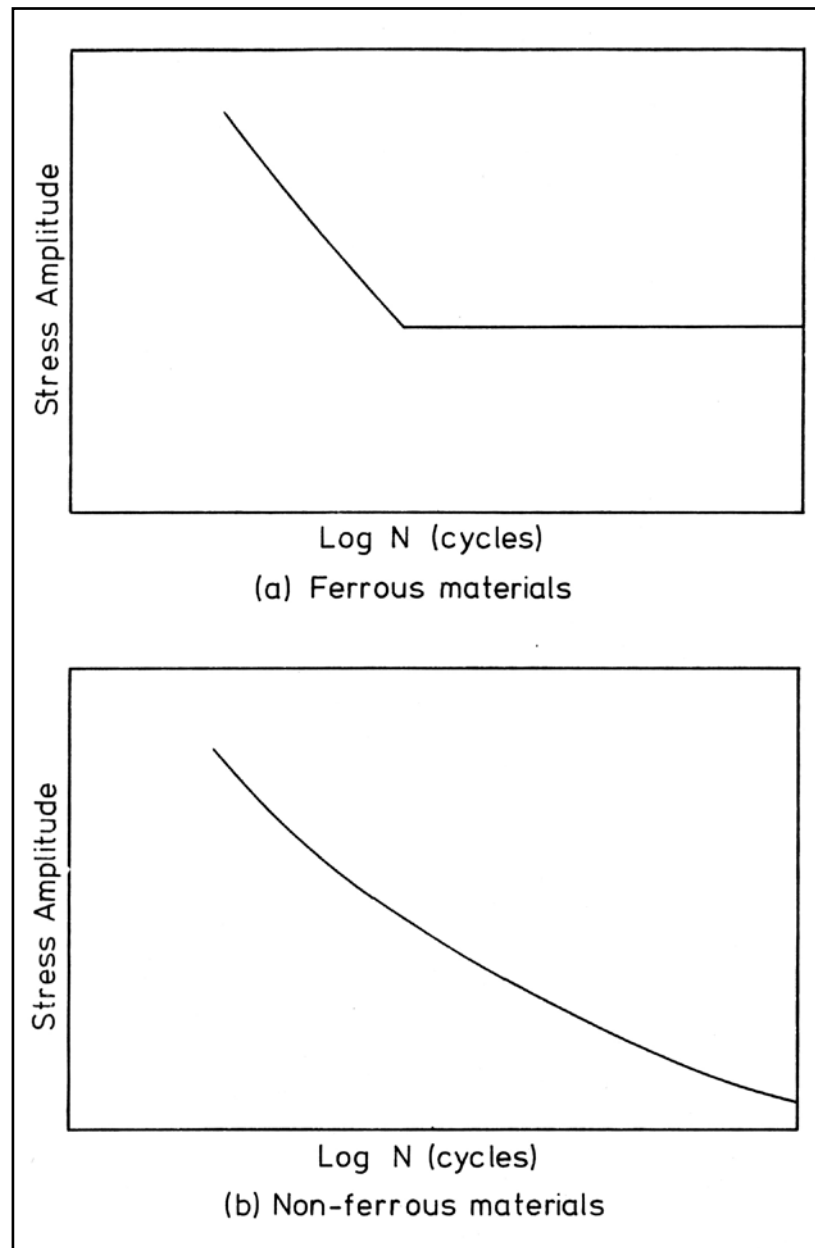 Stress Amplitude
Log N (cycles)
(a) Ferrous materials
Stress Amplitude
Log N (cycles)
(b) Non-ferrous materials